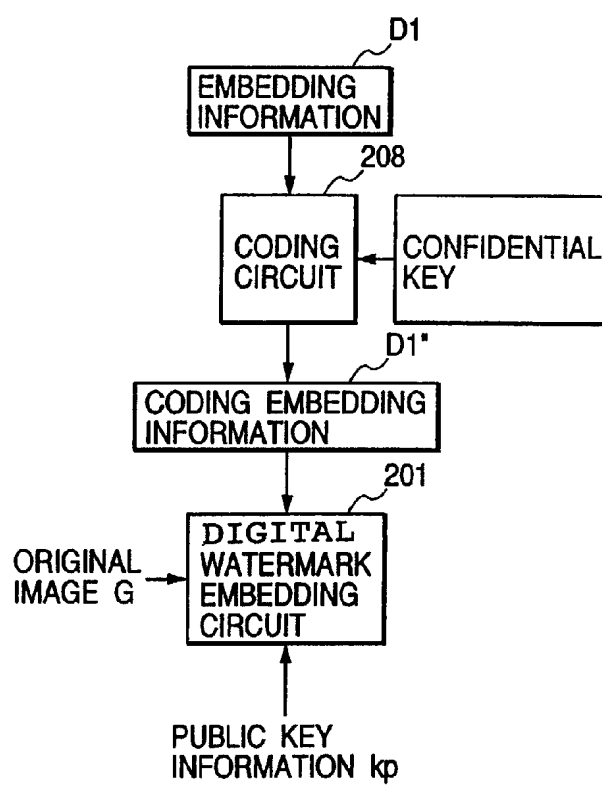 D1
EMBEDDING
INFORMATION
208
CODING
CIRCUIT
CONFIDENTIAL
KEY
D1"
CODING EMBEDDING
INFORMATION
201
DIGITAL
WATERMARK
EMBEDDING
CIRCUIT
ORIGINAL
IMAGE G
PUBLIC KEY
INFORMATION kp